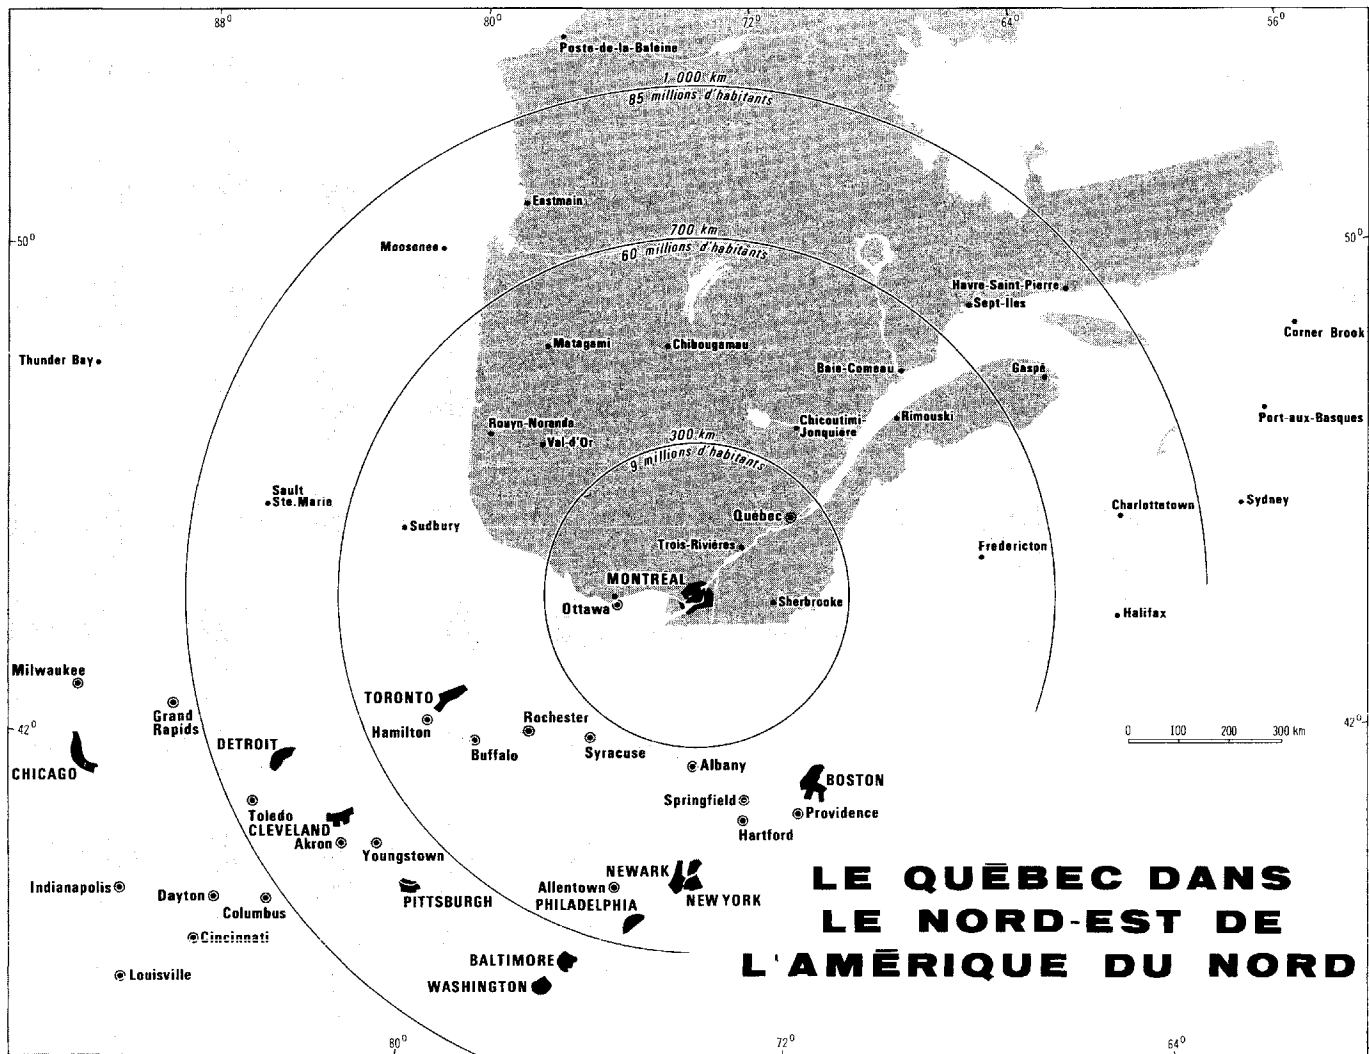 88°
80°
72°
64°
56°
Poste-de-la-Baleine
1 000 km
85 millions d'habitants
Eastmain
50°
Moosonee
700 km
60 millions d'habitants
50°
Havre-Saint-Pierre
Sept-Iles
Corner Brook
Thunder Bay
Matagami
Chibougamau
Baie-Comeau
Gaspé
Port-aux-Basques
Rouyn-Noranda
Val-d'Or
Chicoutimi-
Jonquière
Rimouski
300 km
9 millions d'habitants
Sault
Ste. Marie
Sudbury
Québec
Charlottetown
Sydney
Trois-Rivières
Fredericton
MONTREAL
Ottawa
Sherbrooke
Halifax
Milwaukee
Grand
Rapids
TORONTO
Hamilton
Rochester
Buffalo
Syracuse
42°
42°
0 100 200 300 km
DETROIT
CHICAGO
Albany
BOSTON
Springfield
Providence
Hartford
Toledo
CLEVELAND
Akron
Youngstown
NEWARK
NEW YORK
Indianapolis
Dayton
Columbus
PITTSBURGH
Allentown
PHILADELPHIA
Cincinnati
BALTIMORE
WASHINGTON
Louisville
LE QUÉBEC DANS
LE NORD-EST DE
L'AMÉRIQUE DU NORD
80°
72°
64°